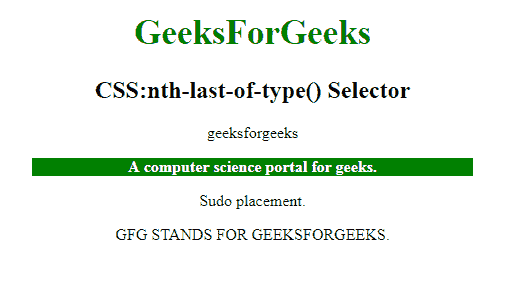 GeeksForGeeks
CSS:nth-last-of-type() Selector
geeksforgeeks
A computer science portal for geeks.
Sudo placement.
GFG STANDS FOR GEEKSFORGEEKS.